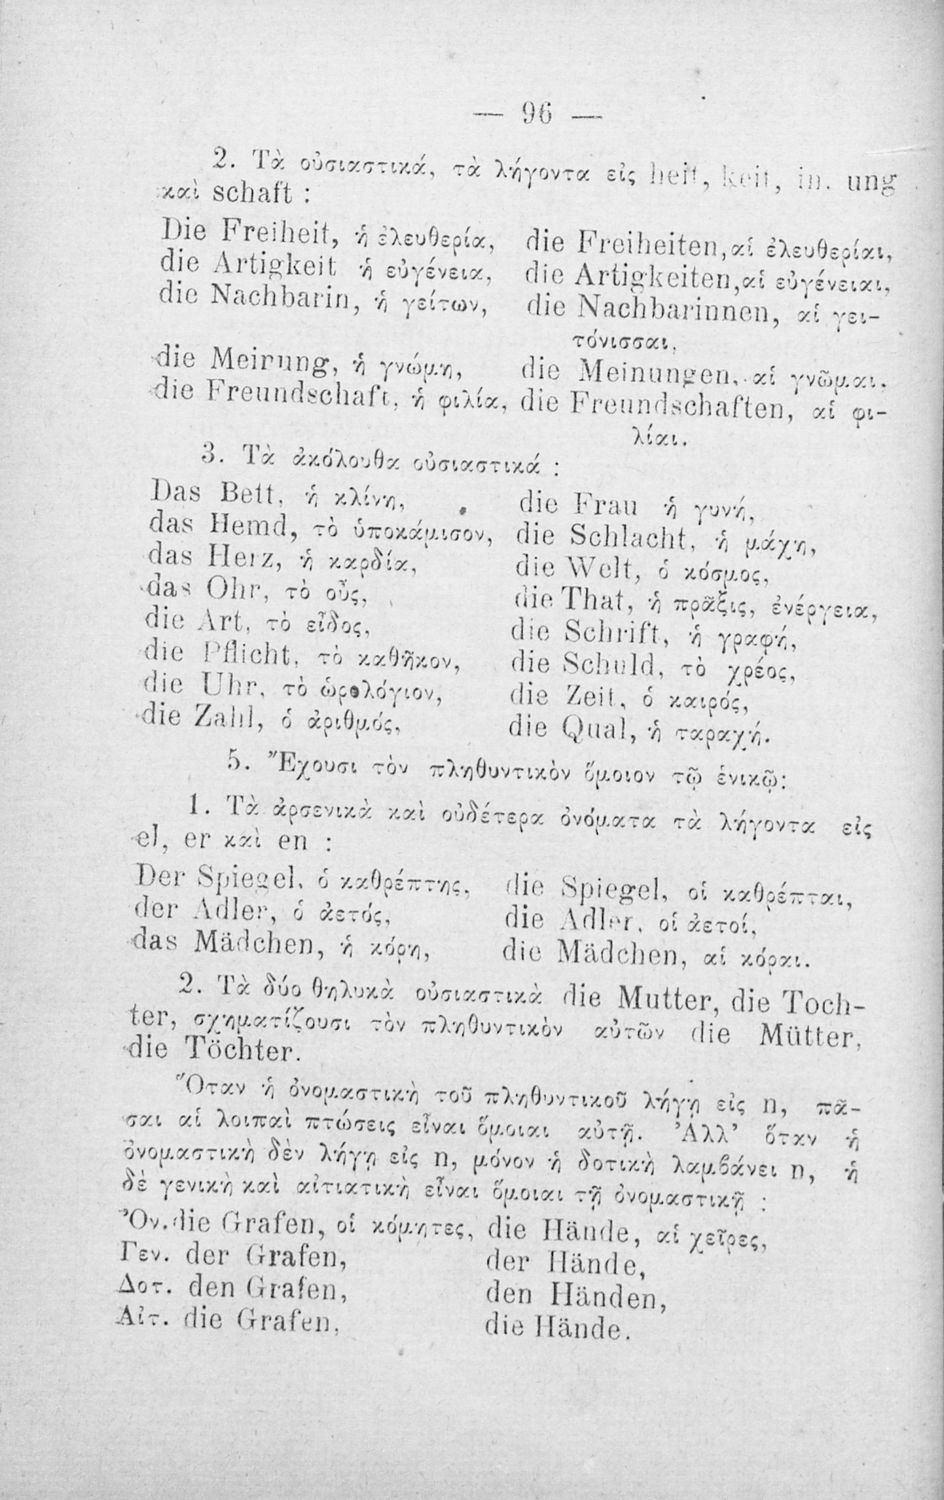 — 96 —
2. Τὰ οὐσιαστικά, τὰ λήγοντα εἰς heit, keit, in. ung
καὶ schaft :
Die Freiheit, ἡ ἐλευθερία, die Freiheiten, αἱ ἐλευθερίαι,
die Artigkeit ἡ εὐγένεια, die Artigkeiten, αἱ εὐγένειαι,
die Nachbarin, ἡ γείτων, die Nachbarinnen, αἱ γει-
τόνισσαι,
die Meinung, ἡ γνώμη, die Meinungen, αἱ γνῶμαι.
die Freundschaft, ἡ φιλία, die Freundschaften, αἱ φι-
λίαι.
3. Τὰ ἀκόλουθα οὐσιαστικά :
Das Bett, ἡ κλίνη, die Frau ἡ γυνή,
das Hemd, τὸ ὑποκάμισον, die Schlacht, ἡ μάχη,
das Herz, ἡ καρδία, die Welt, ὁ κόσμος,
das Ohr, τὸ οὖς, die That, ἡ πρᾶξις, ἐνέργεια,
die Art, τὸ εἶδος, die Schrift, ἡ γραφή,
die Pflicht, τὸ καθῆκον, die Schuld, τὸ χρέος,
die Uhr, τὸ ὡρολόγιον, die Zeit, ὁ καιρός,
die Zahl, ὁ ἀριθμός, die Qual, ἡ ταραχή.
5. Ἔχουσι τὸν πληθυντικὸν ὅμοιον τῷ ἑνικῷ:
1. Τὰ ἀρσενικὰ καὶ οὐδέτερα ὀνόματα τὰ λήγοντα εἰς
el, er καὶ en :
Der Spiegel, ὁ καθρέπτης, die Spiegel, οἱ καθρέπται,
der Adler, ὁ ἀετός, die Adler, οἱ ἀετοί,
das Mädchen, ἡ κόρη, die Mädchen, αἱ κόραι.
2. Τὰ δύο θηλυκὰ οὐσιαστικὰ die Mutter, die Toch-
ter, σχηματίζουσι τὸν πληθυντικὸν αὐτῶν die Mütter,
die Töchter.
Ὅταν ἡ ὀνομαστικὴ τοῦ πληθυντικοῦ λήγῃ εἰς n, πᾶ-
σαι αἱ λοιπαὶ πτώσεις εἶναι ὅμοιαι αὐτῇ. Ἀλλ' ὅταν ἡ
ὀνομαστικὴ δὲν λήγῃ εἰς n, μόνον ἡ δοτικὴ λαμβάνει n, ἡ
δὲ γενικὴ καὶ αἰτιατικὴ εἶναι ὅμοιαι τῇ ὀνομαστικῇ :
Ὀν. die Grafen, οἱ κόμητες, die Hände, αἱ χεῖρες,
Γεν. der Grafen, der Hände,
Δοτ. den Grafen, den Händen,
Αἰτ. die Grafen, die Hände.